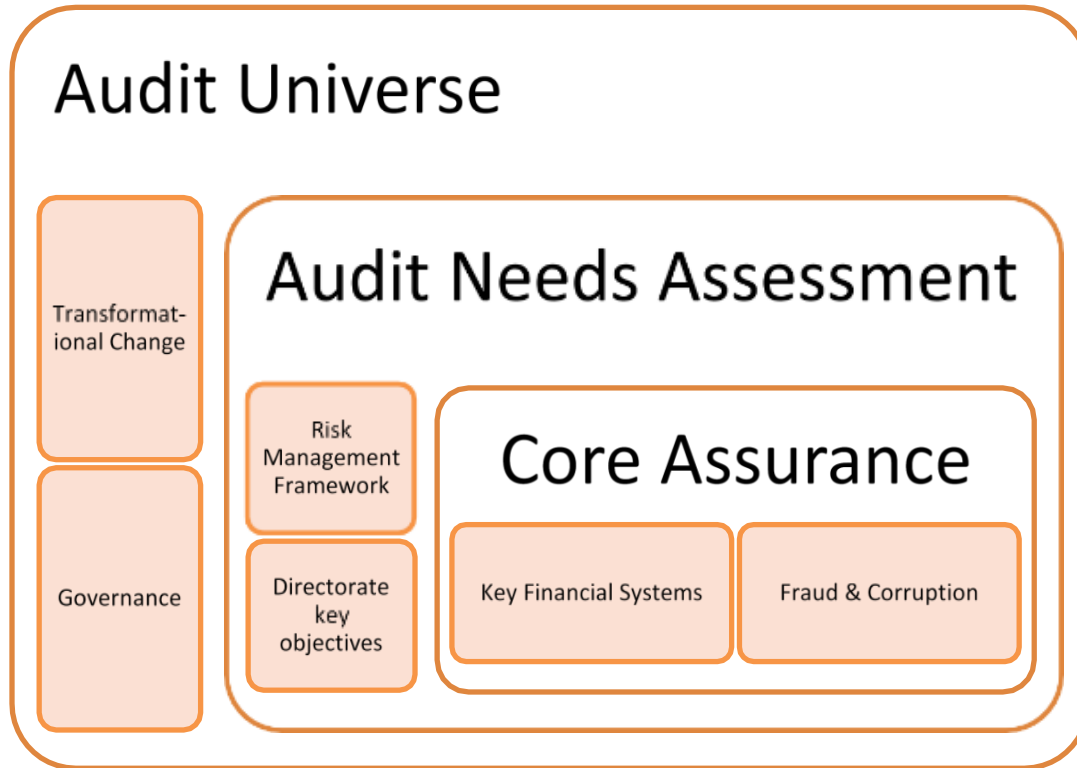 Audit Universe
Transformat-
ional Change
Governance
Audit Needs Assessment
Risk
Management
Framework
Directorate
key
objectives
Core Assurance
Key Financial Systems
Fraud & Corruption